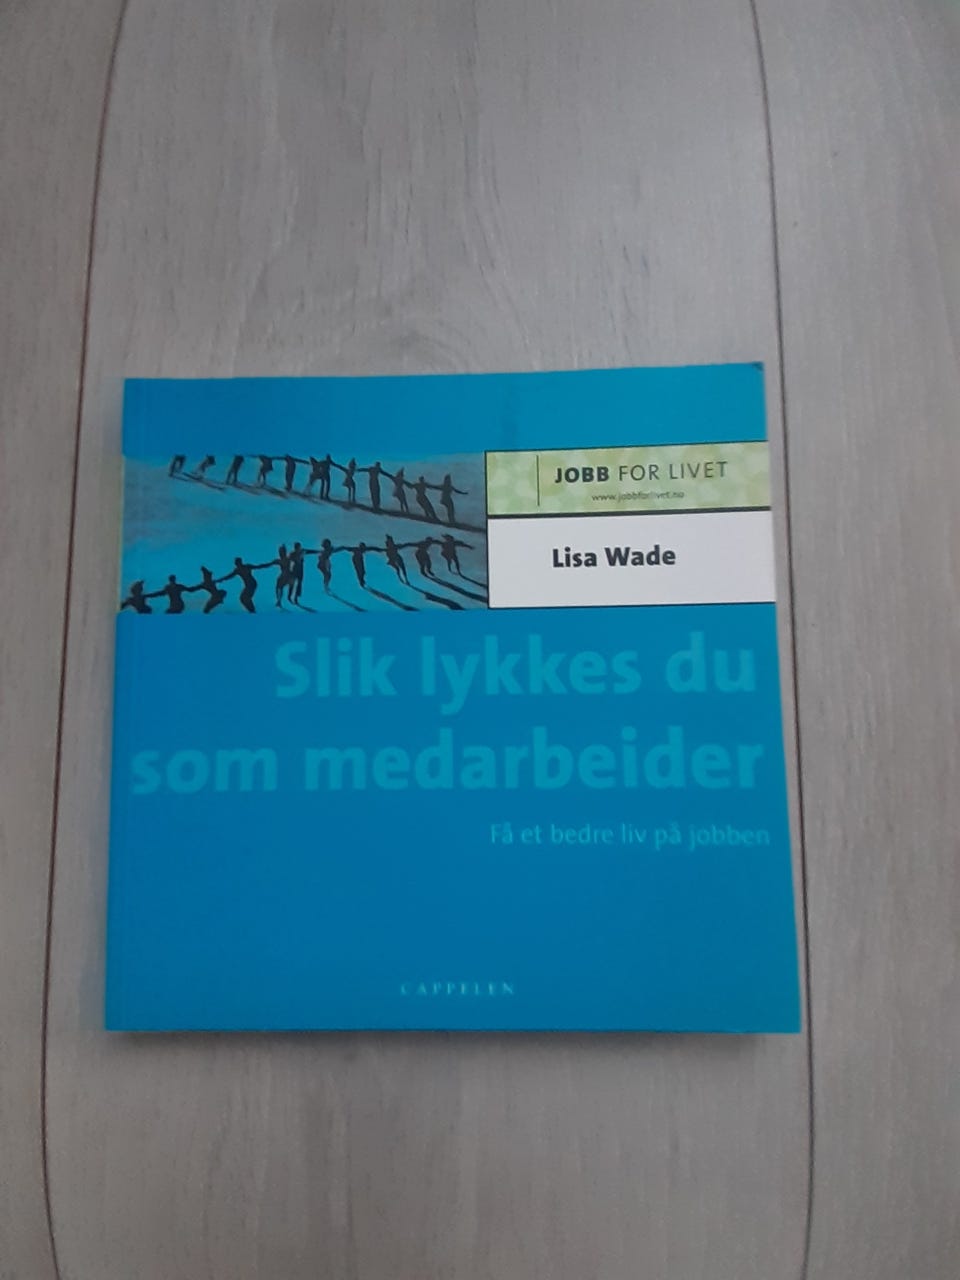 JOBB FOR LIVET
www.jobbforlivet.no
Lisa Wade
Slik lykkes du
som medarbeider
Få et bedre liv på jobben
CAPPELEN